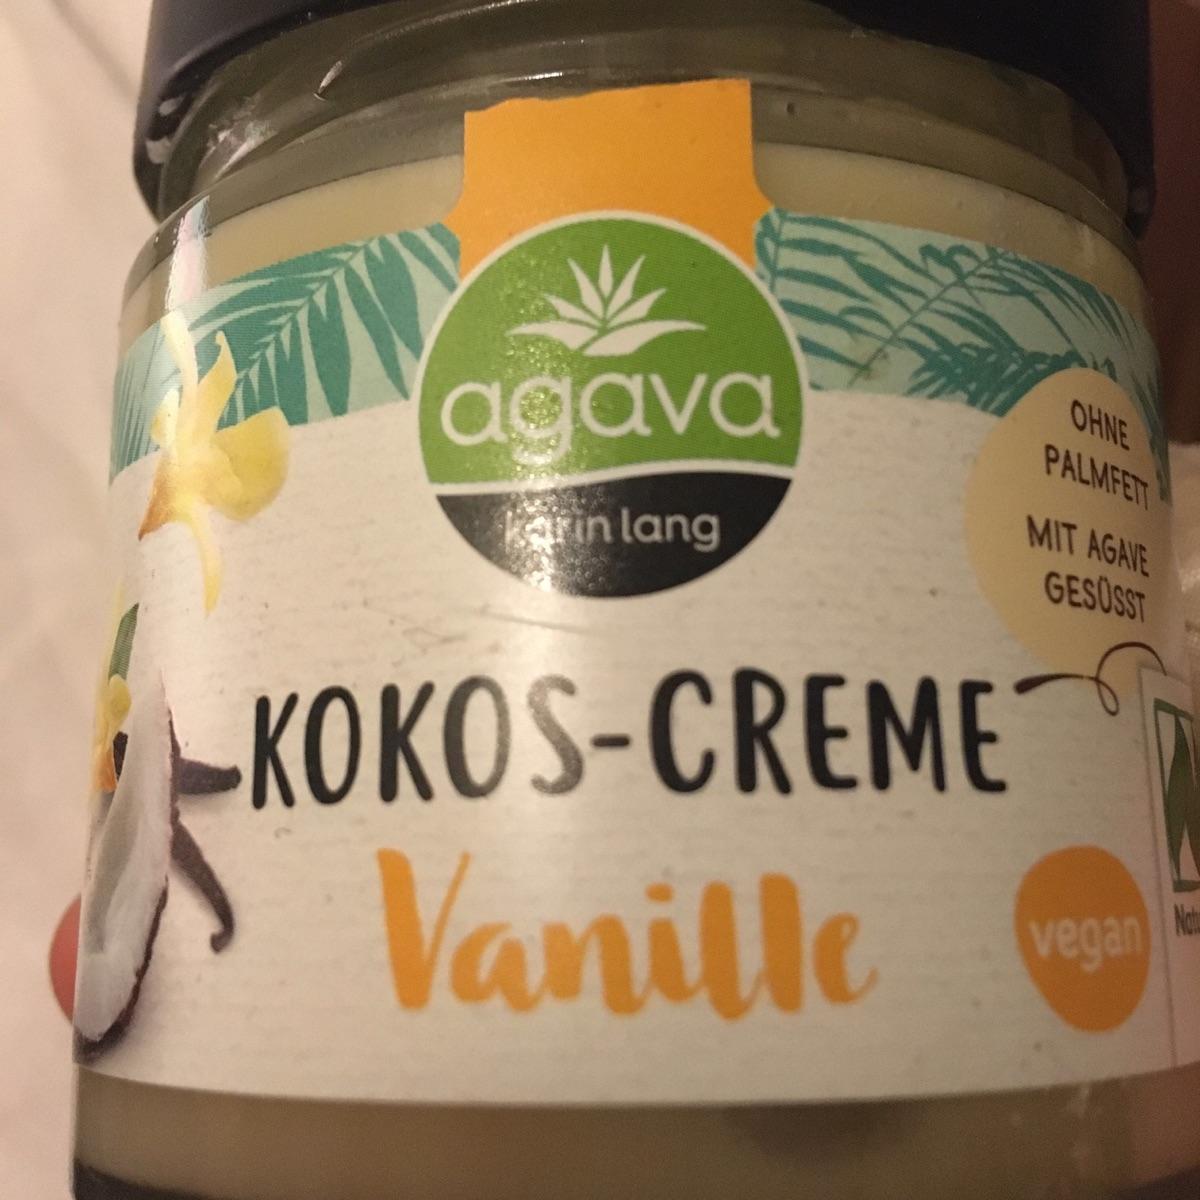 agava
karin lang
OHNE
PALMFETT
MIT AGAVE
GESÜSST
KOKOS-CREME
Vanille
vegan